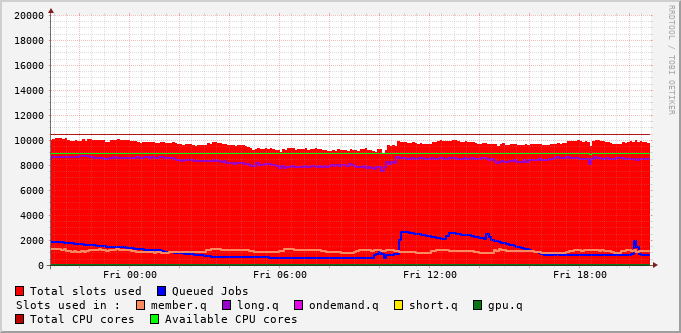 20000
18000
16000
14000
12000
10000
8000
6000
4000
2000
0
Fri 00:00 Fri 06:00 Fri 12:00 Fri 18:00
RRDTOOL / TOBI OETIKER
Total slots used Queued Jobs
Slots used in : member.q long.q ondemand.q short.q gpu.q
Total CPU cores Available CPU cores